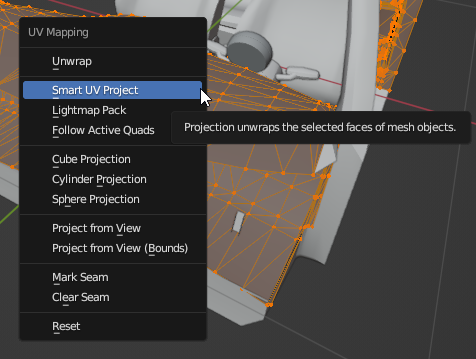 UV Mapping
Unwrap
Smart UV Project
Lightmap Pack
Follow Active Quads
Projection unwraps the selected faces of mesh objects.
Cube Projection
Cylinder Projection
Sphere Projection
Project from View
Project from View (Bounds)
Mark Seam
Clear Seam
Reset